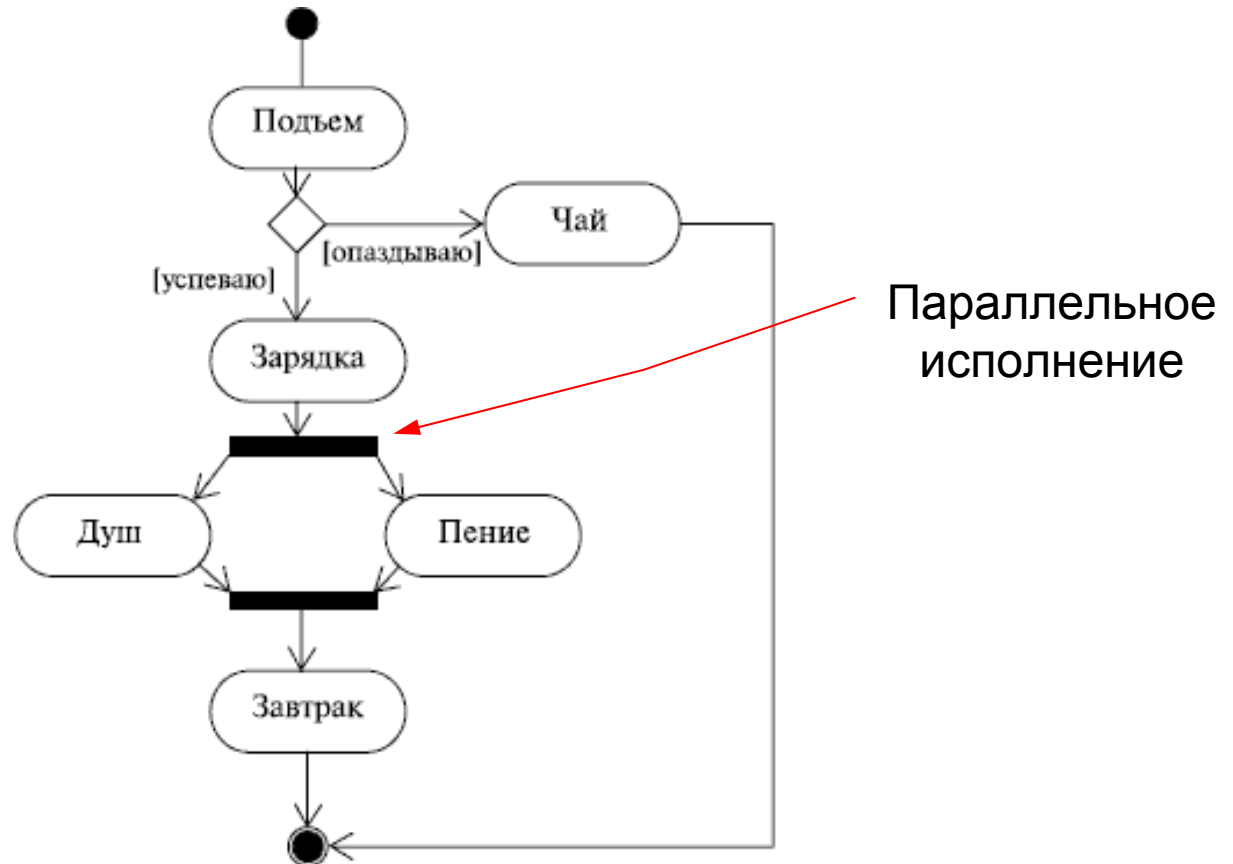 Подъем
Чай
[опаздываю]
[успеваю]
Параллельное
исполнение
Зарядка
Душ
Пение
Завтрак